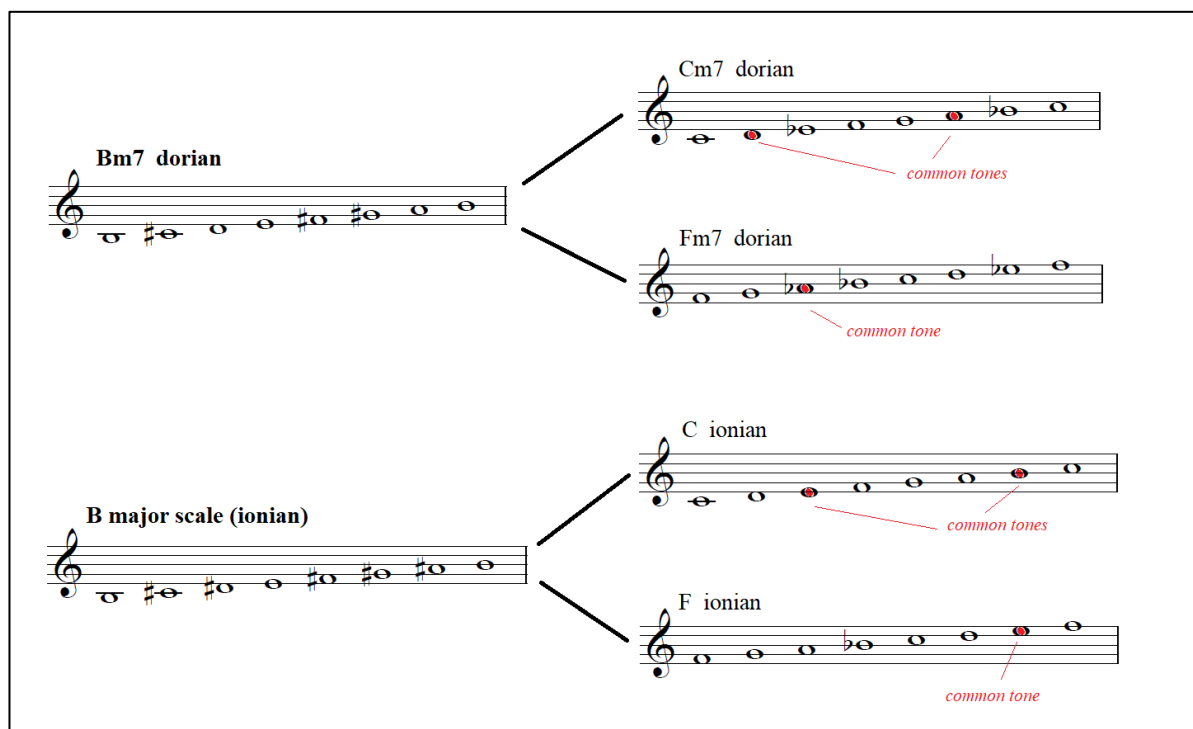 Cm7 dorian
common tones
Bm7 dorian
Fm7 dorian
common tone
C ionian
common tones
B major scale (ionian)
F ionian
common tone